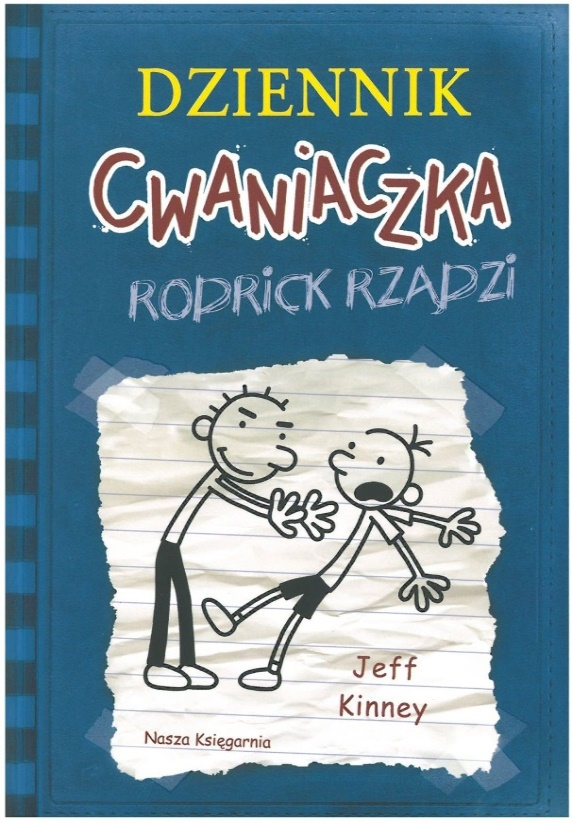 DZIENNIK
CWANIACZKA
RODRICK RZĄDZI
Jeff
Kinney
Nasza Księgarnia